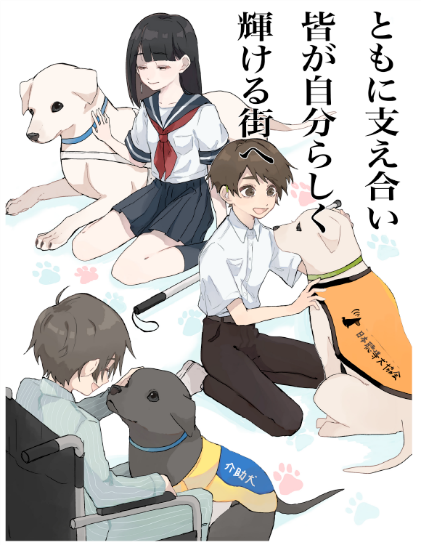 ともに支え合い
皆が自分らしく
輝ける街へ
日本聴導犬協会
介助犬